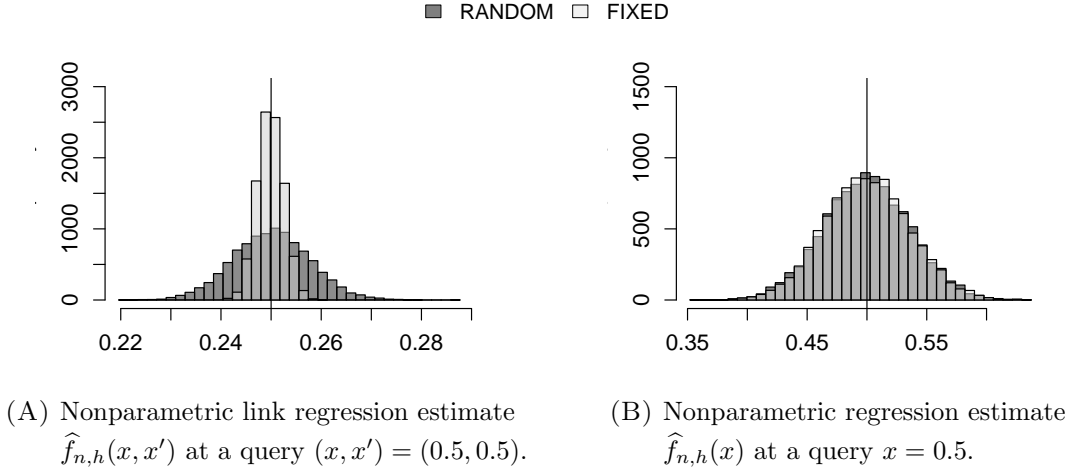 RANDOM FIXED
3000
2000
1000
0
0.22 0.24 0.26 0.28
1500
1000
500
0
0.35 0.45 0.55
(A) Nonparametric link regression estimate
f̂n,h(x, x′) at a query (x, x′) = (0.5, 0.5).
(B) Nonparametric regression estimate
f̂n,h(x) at a query x = 0.5.